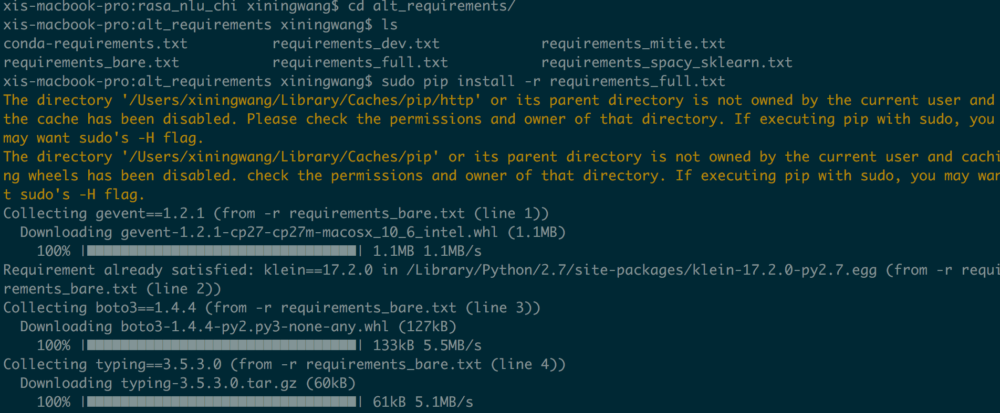 xis-macbook-pro:rasa_nlu_chi xiningwang$ cd alt_requirements/
xis-macbook-pro:alt_requirements xiningwang$ ls
conda-requirements.txt          requirements_dev.txt            requirements_mitie.txt
requirements_bare.txt           requirements_full.txt           requirements_spacy_sklearn.txt
xis-macbook-pro:alt_requirements xiningwang$ sudo pip install -r requirements_full.txt
The directory '/Users/xiningwang/Library/Caches/pip/http' or its parent directory is not owned by the current user and
the cache has been disabled. Please check the permissions and owner of that directory. If executing pip with sudo, you
may want sudo's -H flag.
The directory '/Users/xiningwang/Library/Caches/pip' or its parent directory is not owned by the current user and cachi
ng wheels has been disabled. check the permissions and owner of that directory. If executing pip with sudo, you may wan
t sudo's -H flag.
Collecting gevent==1.2.1 (from -r requirements_bare.txt (line 1))
  Downloading gevent-1.2.1-cp27-cp27m-macosx_10_6_intel.whl (1.1MB)
    100% |████████████████████████████████| 1.1MB 1.1MB/s
Requirement already satisfied: klein==17.2.0 in /Library/Python/2.7/site-packages/klein-17.2.0-py2.7.egg (from -r requi
rements_bare.txt (line 2))
Collecting boto3==1.4.4 (from -r requirements_bare.txt (line 3))
  Downloading boto3-1.4.4-py2.py3-none-any.whl (127kB)
    100% |████████████████████████████████| 133kB 5.5MB/s
Collecting typing==3.5.3.0 (from -r requirements_bare.txt (line 4))
  Downloading typing-3.5.3.0.tar.gz (60kB)
    100% |████████████████████████████████| 61kB 5.1MB/s